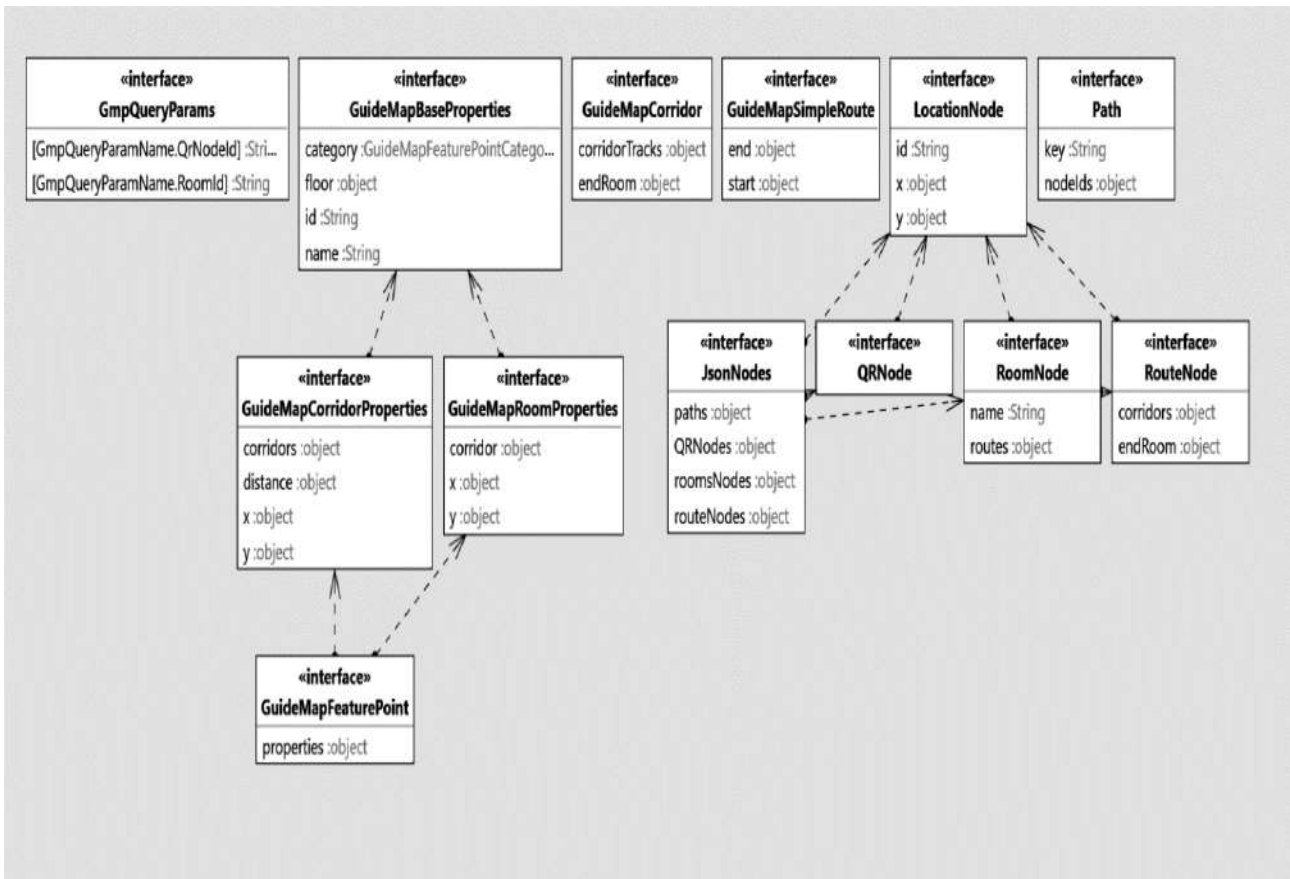 «interface»
GmpQueryParams
[GmpQueryParamName.QrNodeId] :Stri...
[GmpQueryParamName.RoomId] :String
«interface»
GuideMapBaseProperties
category :GuideMapFeaturePointCatego...
floor :object
id :String
name :String
«interface»
GuideMapCorridor
corridorTracks :object
endRoom :object
«interface»
GuideMapSimpleRoute
end :object
start :object
«interface»
LocationNode
id :String
x :object
y :object
«interface»
Path
key :String
nodeIds :object
«interface»
GuideMapCorridorProperties
corridors :object
distance :object
x :object
y :object
«interface»
GuideMapRoomProperties
corridor :object
x :object
y :object
«interface»
JsonNodes
paths :object
QRNodes :object
roomsNodes :object
routeNodes :object
«interface»
QRNode
«interface»
RoomNode
name :String
routes :object
«interface»
RouteNode
corridors :object
endRoom :object
«interface»
GuideMapFeaturePoint
properties :object